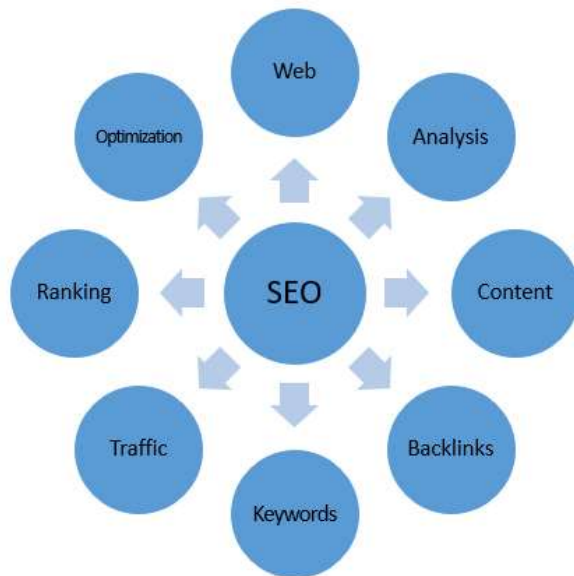 Web
Optimization
Analysis
Ranking
SEO
Content
Traffic
Backlinks
Keywords